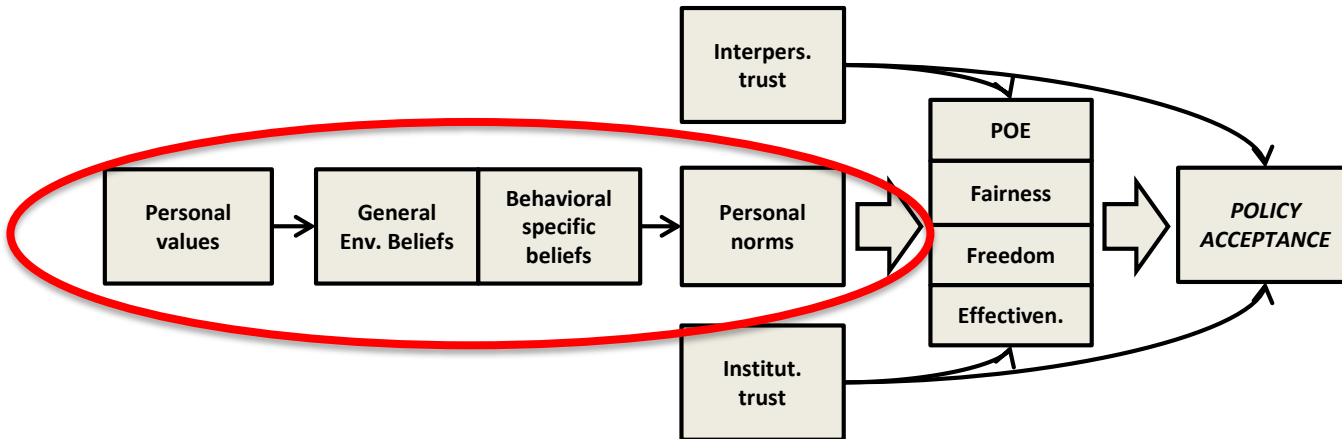 Interpers.
trust
POE
Fairness
Freedom
Effectiven.
Personal
values
General
Env. Beliefs
Behavioral
specific
beliefs
Personal
norms
POLICY
ACCEPTANCE
Institut.
trust